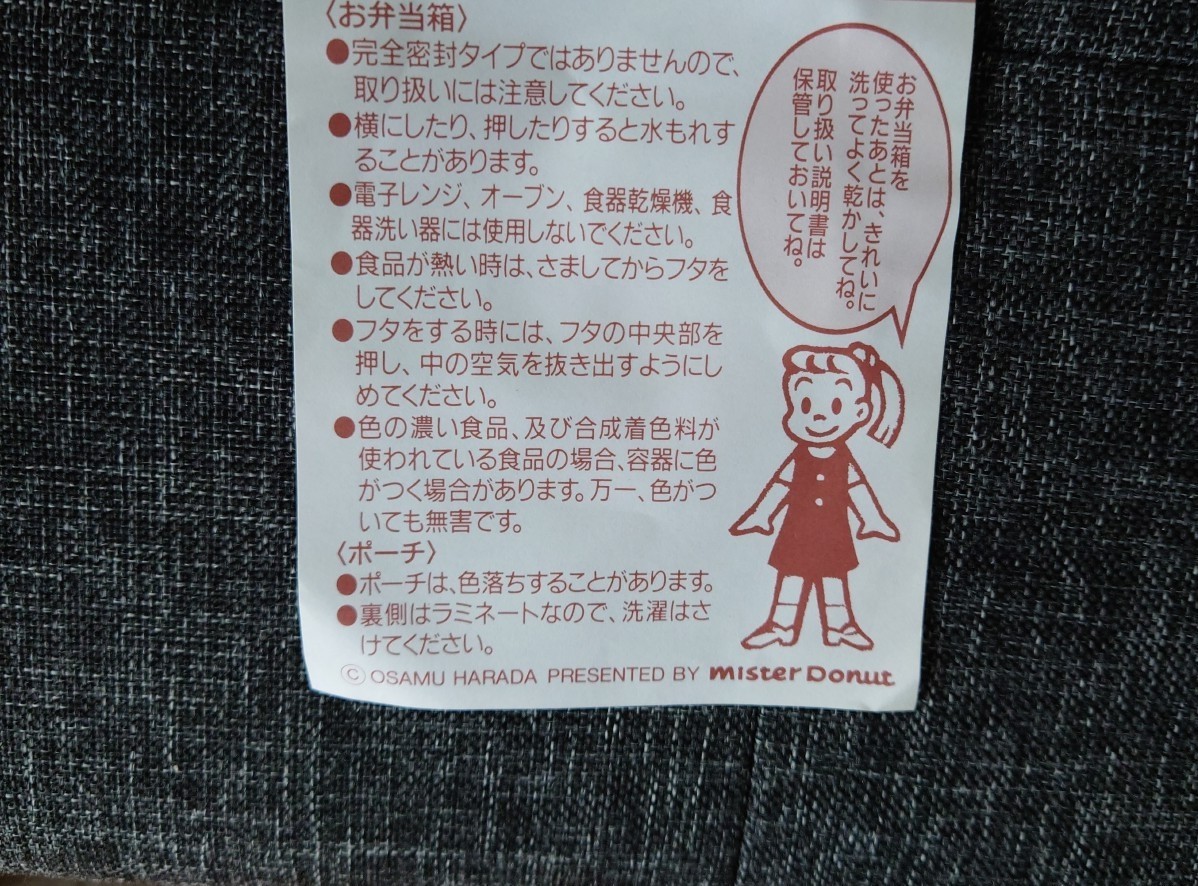 〈お弁当箱〉
●完全密封タイプではありませんので、
取り扱いには注意してください。
●横にしたり、押したりすると水もれす
ることがあります。
●電子レンジ、オーブン、食器乾燥機、食
器洗い器には使用しないでください。
●食品が熱い時は、さましてからフタを
してください。
●フタをする時には、フタの中央部を
押し、中の空気を抜き出すようにし
めてください。
●色の濃い食品、及び合成着色料が
使われている食品の場合、容器に色
がつく場合があります。万一、色がつ
いても無害です。
〈ポーチ〉
●ポーチは、色落ちすることがあります。
●裏側はラミネートなので、洗濯はさ
けてください。
お弁当箱を
使ったあとは、きれいに
洗ってよく乾かしてね。
取り扱い説明書は
保管しておいてね。
©OSAMU HARADA PRESENTED BY mister Donut